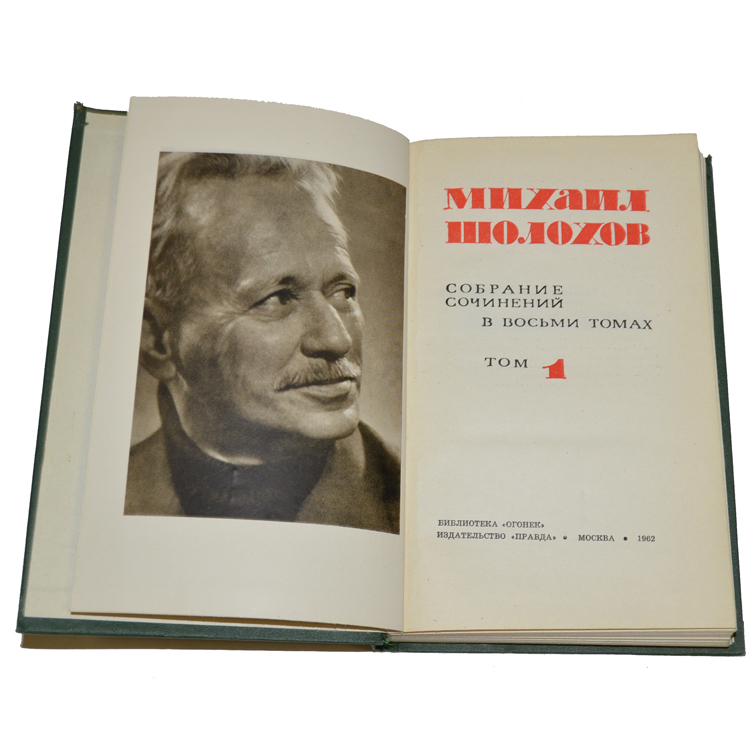 МИХАИЛ
ШОЛОХОВ
СОБРАНИЕ
СОЧИНЕНИЙ
В ВОСЬМИ ТОМАХ
ТОМ 1
БИБЛИОТЕКА «ОГОНЕК»
ИЗДАТЕЛЬСТВО «ПРАВДА» • МОСКВА • 1962